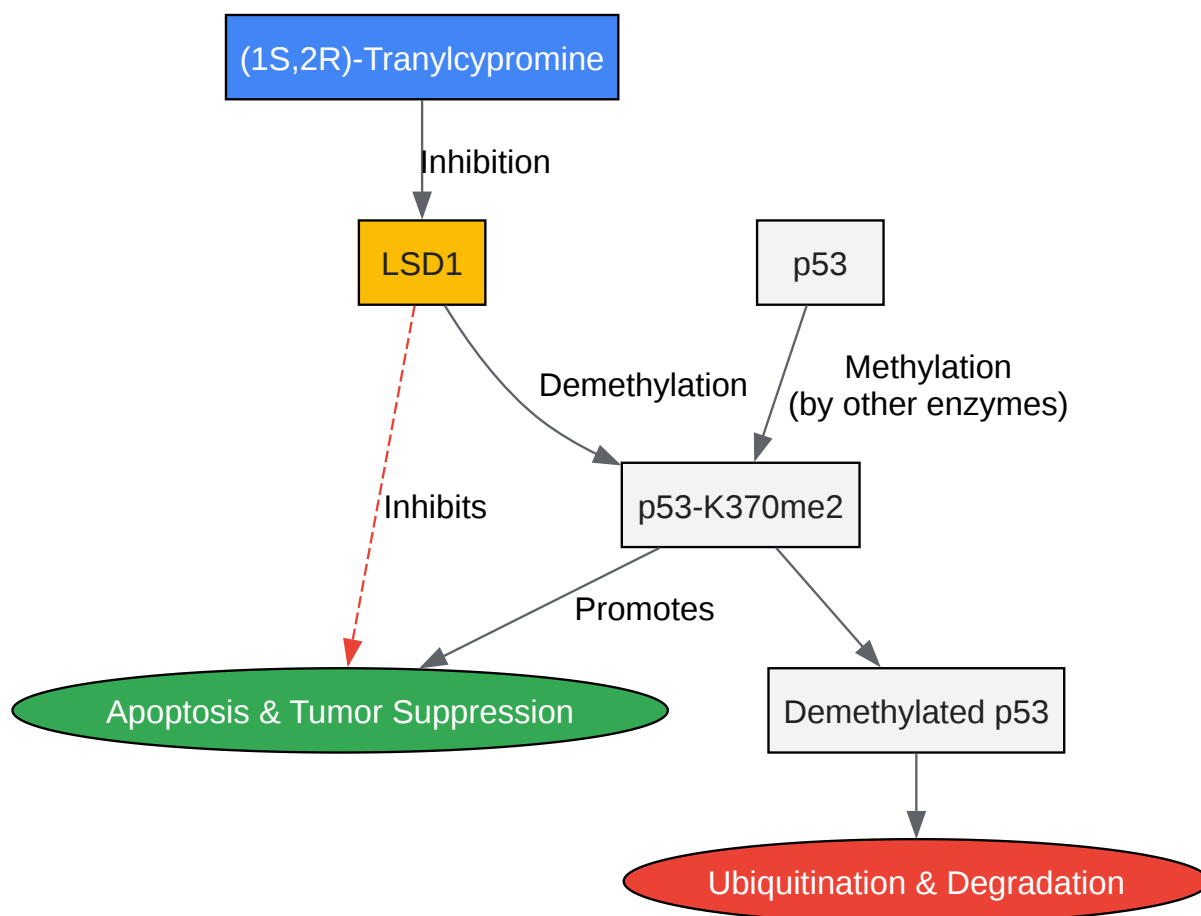 (1S,2R)-Tranylcypromine
Inhibition
LSD1
p53
Demethylation
Methylation
(by other enzymes)
p53-K370me2
Inhibits
Promotes
Apoptosis & Tumor Suppression
Demethylated p53
Ubiquitination & Degradation